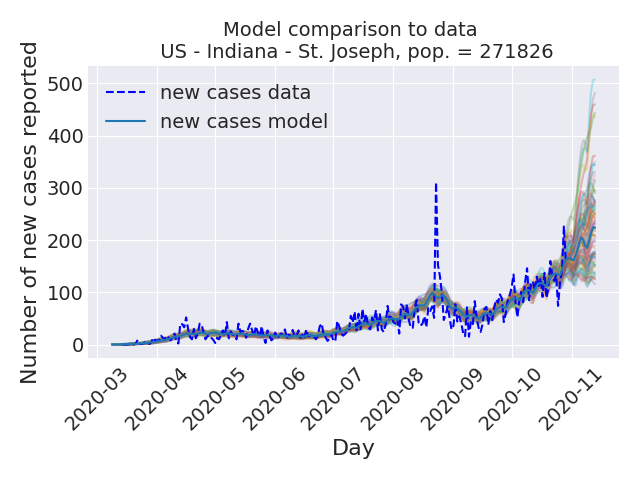 Model comparison to data
US - Indiana - St. Joseph, pop. = 271826
Number of new cases reported
500
400
300
200
100
0
new cases data
new cases model
2020-03
2020-04
2020-05
2020-06
2020-07
2020-08
2020-09
2020-10
2020-11
Day